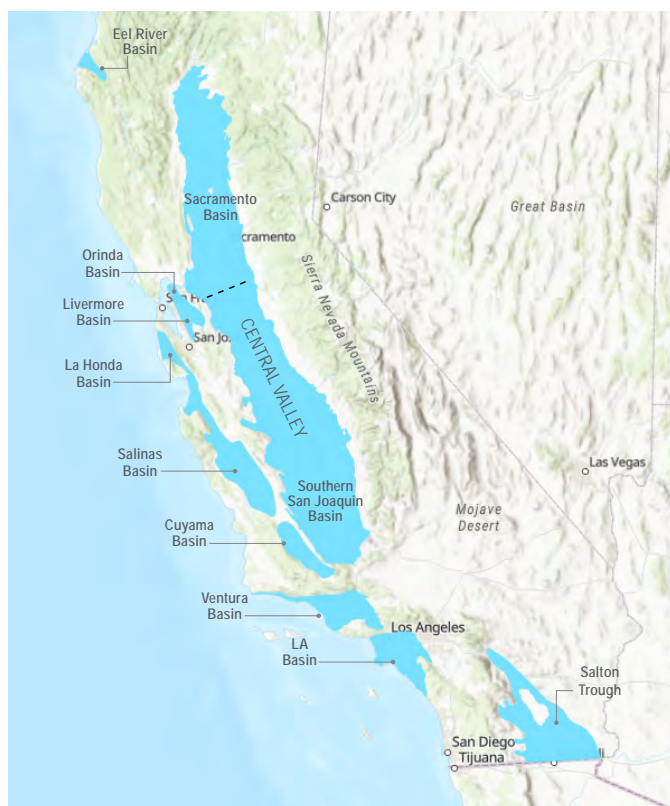 Eel River
Basin
Carson City
Great Basin
Sacramento
Basin
cramento
Orinda
Basin
Sierra Nevada Mountains
Livermore
Basin
San Jo
CENTRAL VALLEY
La Honda
Basin
Las Vegas
Salinas
Basin
Southern
San Joaquin
Basin
Mojave
Desert
Cuyama
Basin
Ventura
Basin
Los Angeles
LA
Basin
Salton
Trough
San Diego
Tijuana